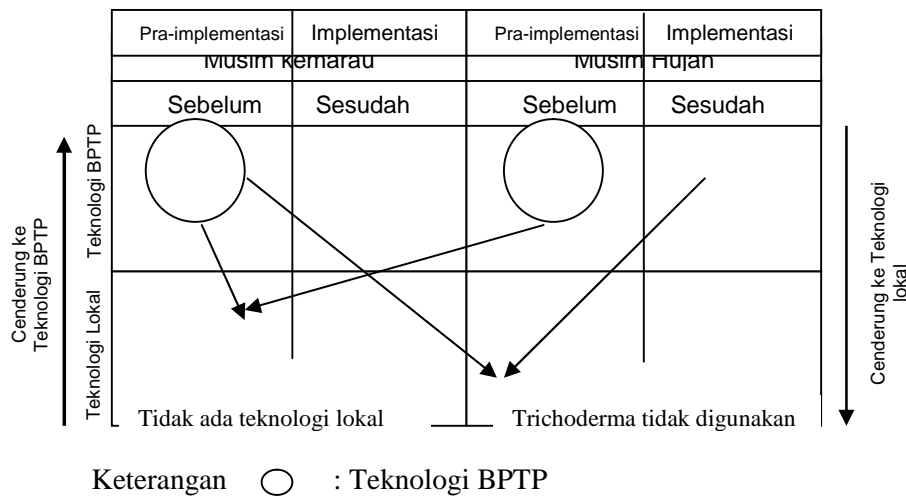 Pra-implementasi Implementasi Pra-implementasi Implementasi
Musim kemarau Musim Hujan
Sebelum Sesudah Sebelum Sesudah
Cenderung ke
Teknologi BPTP
Teknologi BPTP
Teknologi Lokal
Cenderung ke Teknologi
lokal
Tidak ada teknologi lokal Trichoderma tidak digunakan
Keterangan : Teknologi BPTP